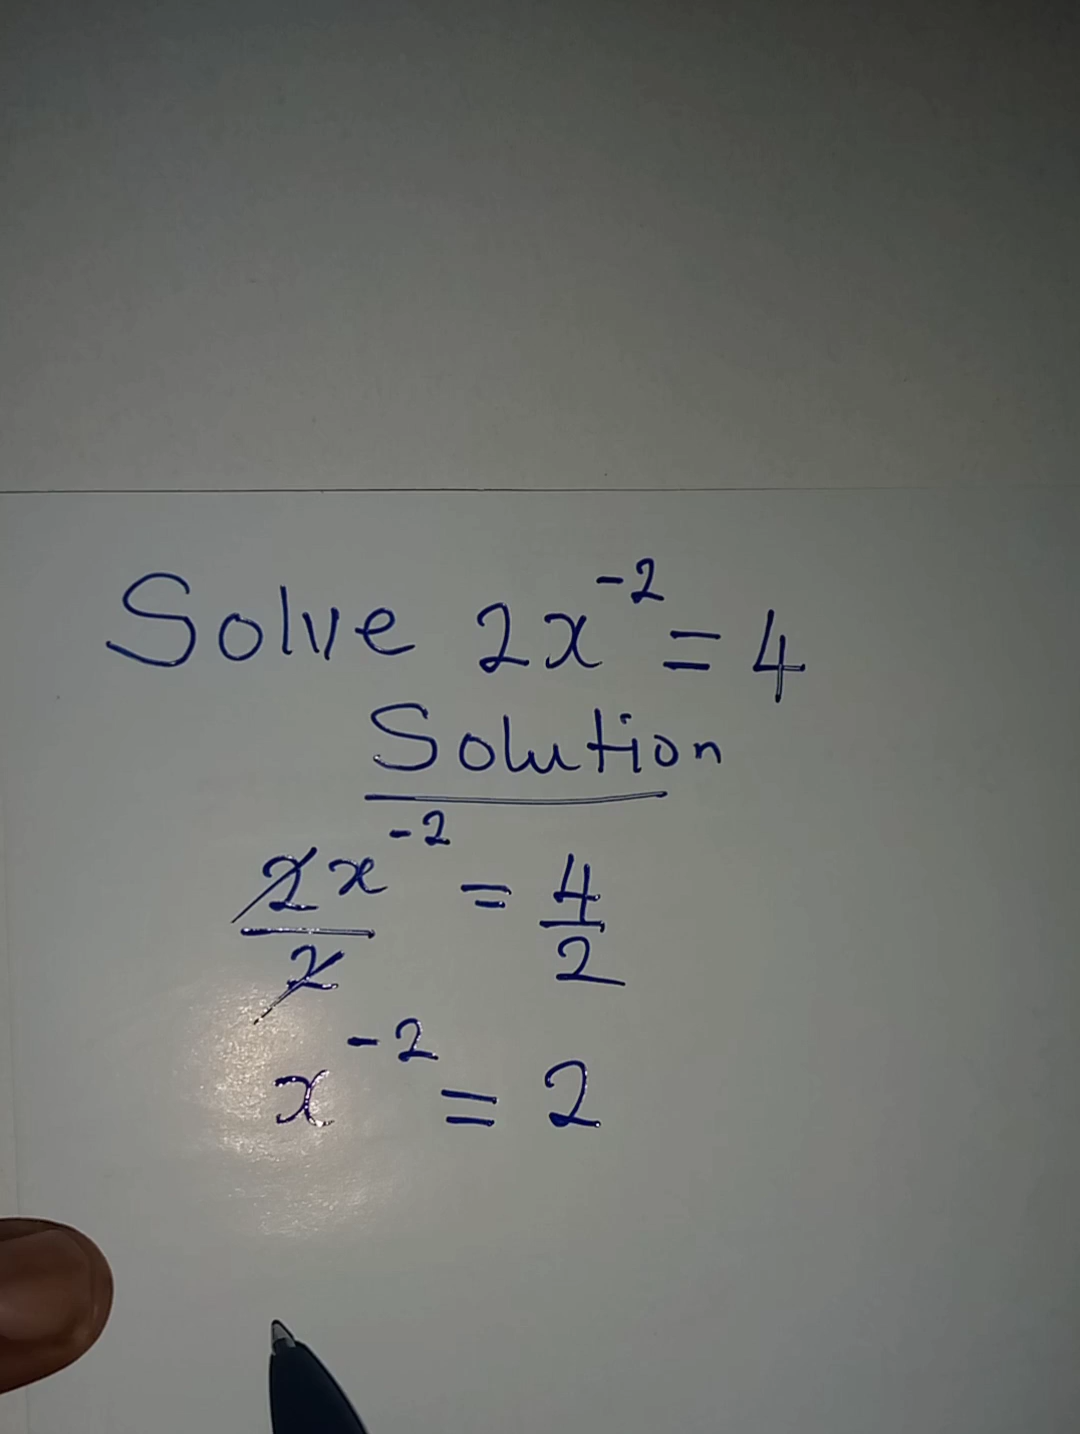 Solve 2x⁻² = 4
Solution
2x⁻²/2 = 4/2
x⁻² = 2